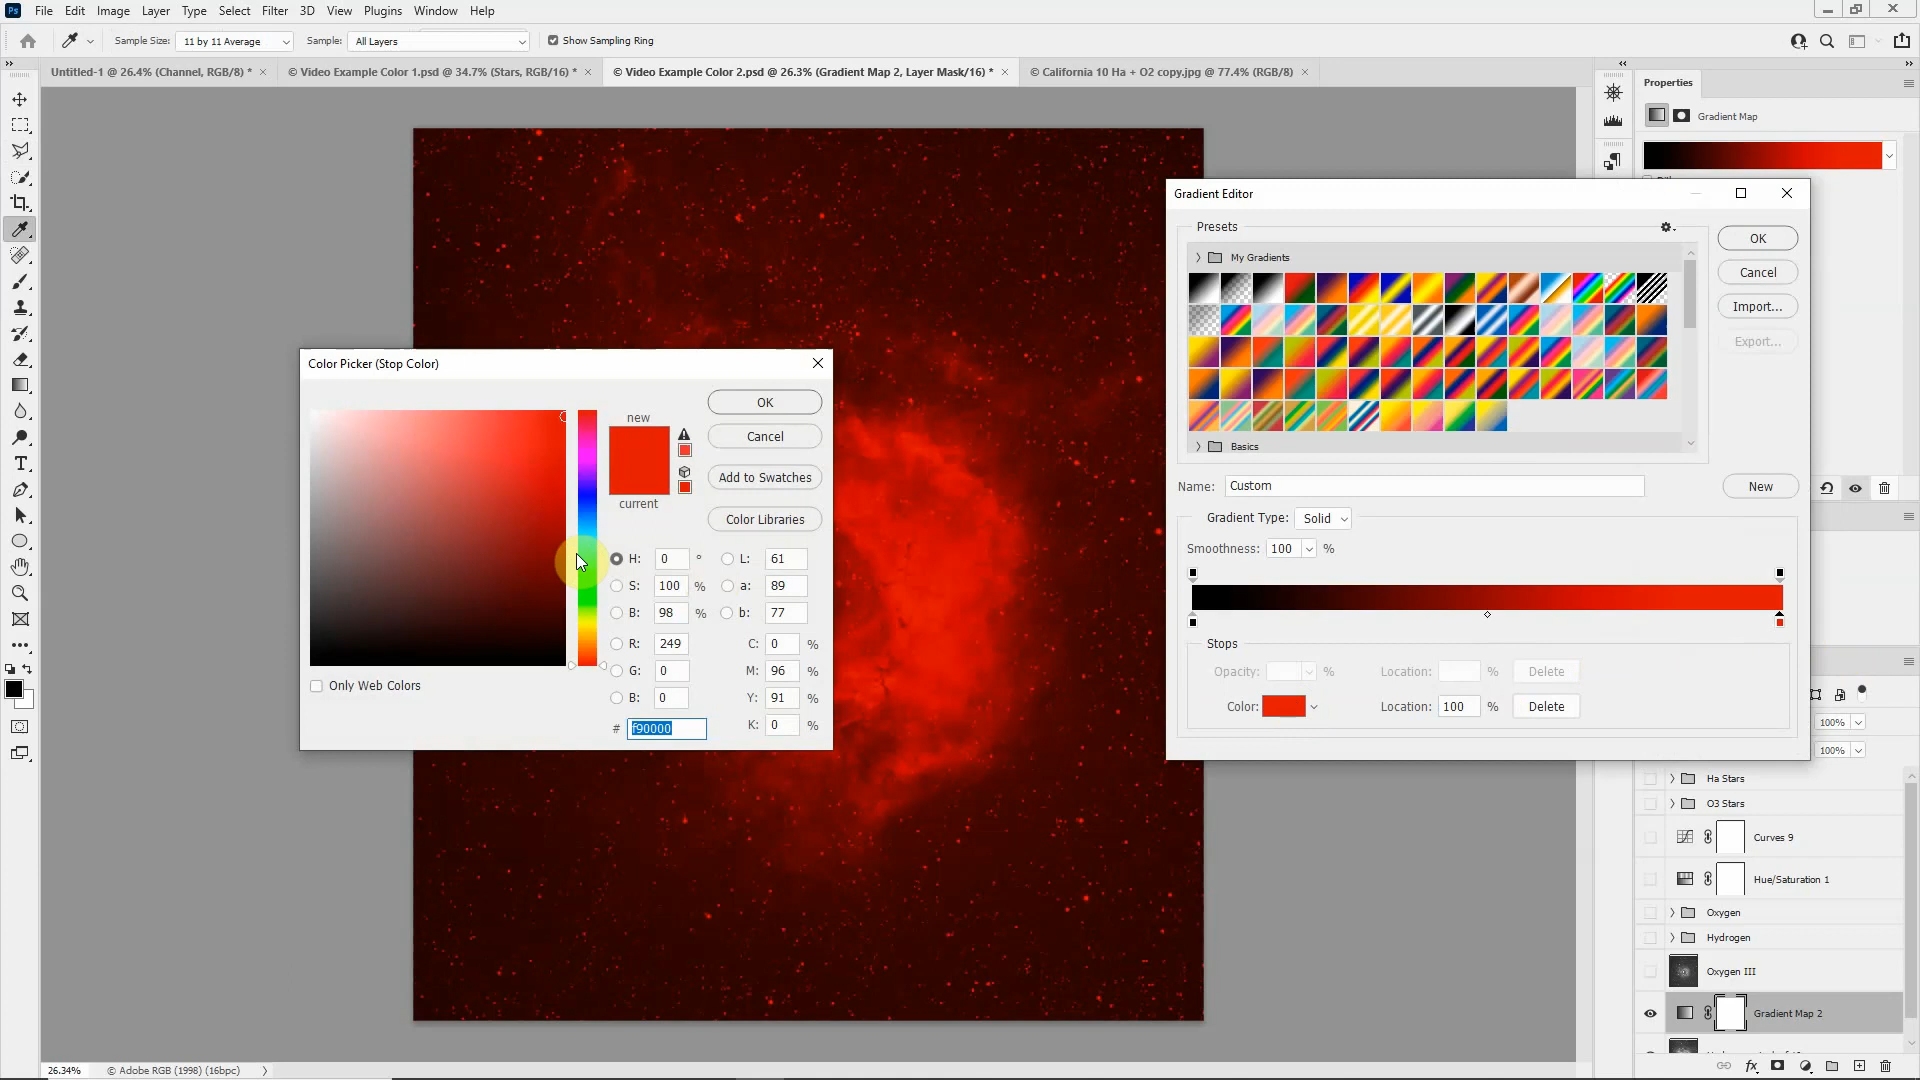 Ps File Edit Image Layer Type Select Filter 3D View Plugins Window Help
Sample Size: 11 by 11 Average Sample: All Layers Show Sampling Ring
Untitled-1 @ 26.4% (Channel, RGB/8) * © Video Example Color 1.psd @ 34.7% (Stars, RGB/16) * © Video Example Color 2.psd @ 26.3% (Gradient Map 2, Layer Mask/16) * © California 10 Ha + O2 copy.jpg @ 77.4% (RGB/8)
Properties
Gradient Map
Gradient Editor
Presets
My Gradients
Basics
OK
Cancel
Import...
Export...
Name: Custom
New
Gradient Type: Solid
Smoothness: 100 %
Stops
Opacity: % Location: % Delete
Color: Location: 100 % Delete
Color Picker (Stop Color)
new
current
OK
Cancel
Add to Swatches
Color Libraries
H: 0 ° L: 61
S: 100 % a: 89
B: 98 % b: 77
R: 249 C: 0 %
G: 0 M: 96 %
B: 0 Y: 91 %
# f90000 K: 0 %
Only Web Colors
100%
100%
Ha Stars
O3 Stars
Curves 9
Hue/Saturation 1
Oxygen
Hydrogen
Oxygen III
Gradient Map 2
26.34% © Adobe RGB (1998) (16bpc)